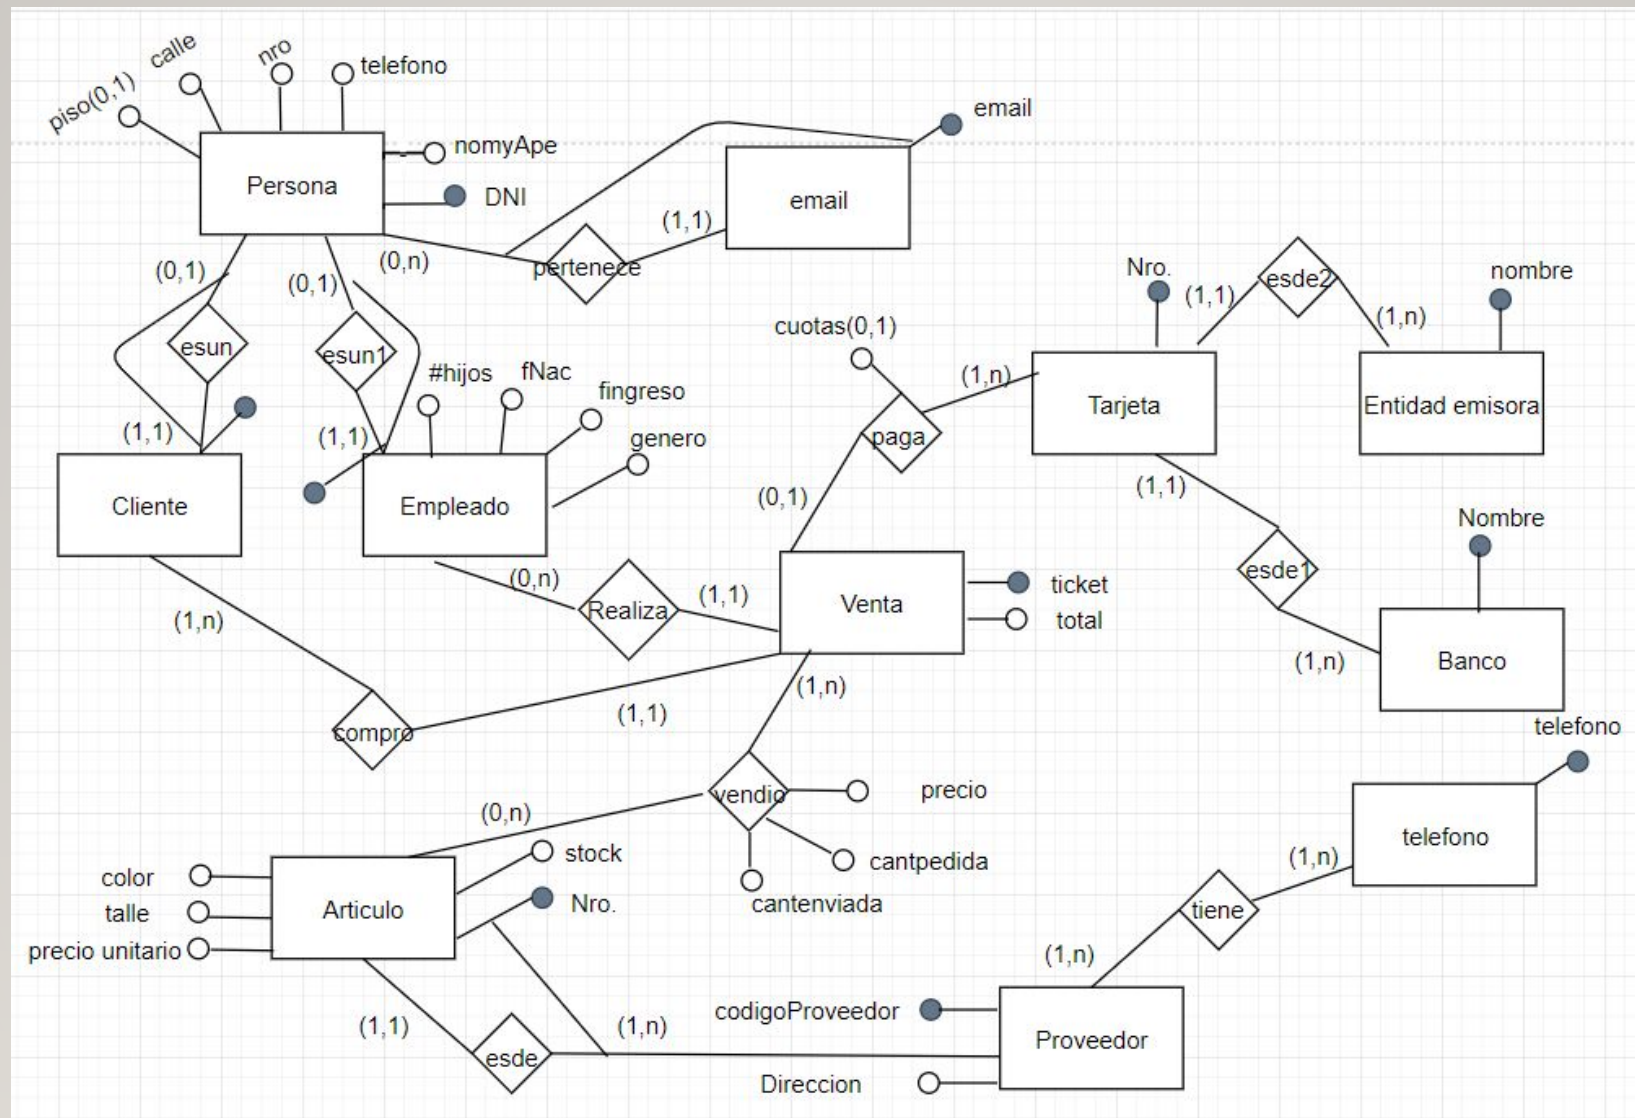 calle
nro
telefono
piso(0,1)
nomyApe
Persona
DNI
email
email
(1,1)
(0,n)
pertenece
(0,1)
(0,1)
esun
esun1
(1,1)
(1,1)
#hijos
fNac
fingreso
genero
Cliente
Empleado
cuotas(0,1)
paga
(1,n)
(0,1)
Nro.
(1,1)
esde2
(1,n)
nombre
Tarjeta
Entidad emisora
(1,1)
esde1
(1,n)
Nombre
Banco
(0,n)
Realiza
(1,1)
Venta
ticket
total
(1,n)
compro
(1,1)
(1,n)
vendio
precio
cantpedida
cantenviada
(0,n)
color
talle
precio unitario
Articulo
stock
Nro.
(1,1)
esde
(1,n)
telefono
telefono
(1,n)
tiene
(1,n)
codigoProveedor
Proveedor
Direccion